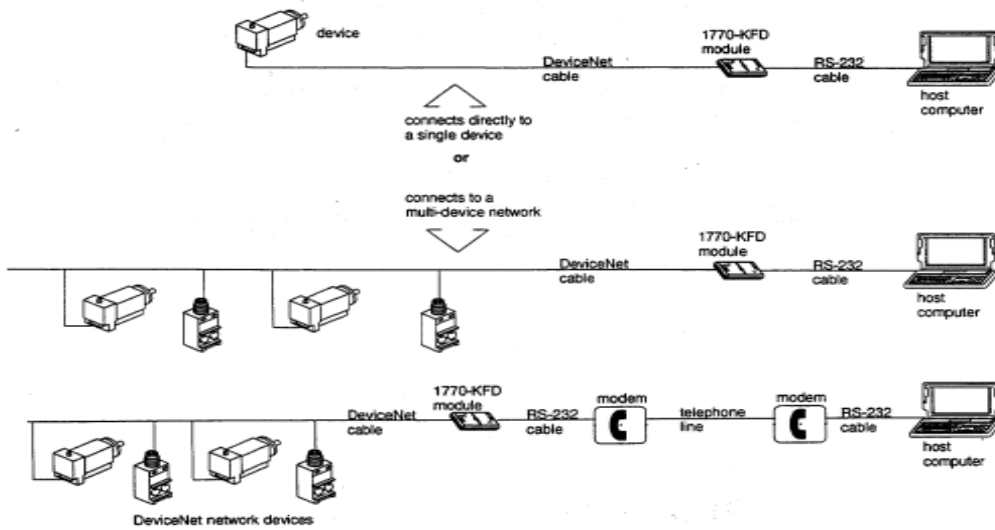 device
1770-KFD
module
DeviceNet
cable
RS-232
cable
host
computer
connects directly to
a single device
or
connects to a
multi-device network
1770-KFD
module
DeviceNet
cable
RS-232
cable
host
computer
1770-KFD
module
DeviceNet
cable
RS-232
cable
modem
telephone
line
modem
RS-232
cable
host
computer
DeviceNet network devices